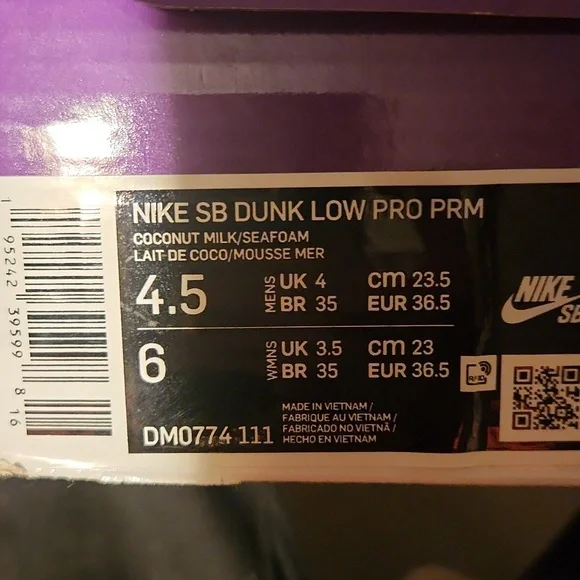 NIKE SB DUNK LOW PRO PRM
COCONUT MILK/SEAFOAM
LAIT DE COCO/MOUSSE MER
4.5 MENS UK 4 cm 23.5
BR 35 EUR 36.5
6 WMNS UK 3.5 cm 23
BR 35 EUR 36.5
DM0774 111
MADE IN VIETNAM /
FABRIQUE AU VIETNAM /
FABRICADO NO VIETNÃ /
HECHO EN VIETNAM
NIKE
SB
RFID
1 95242 39599 8 16